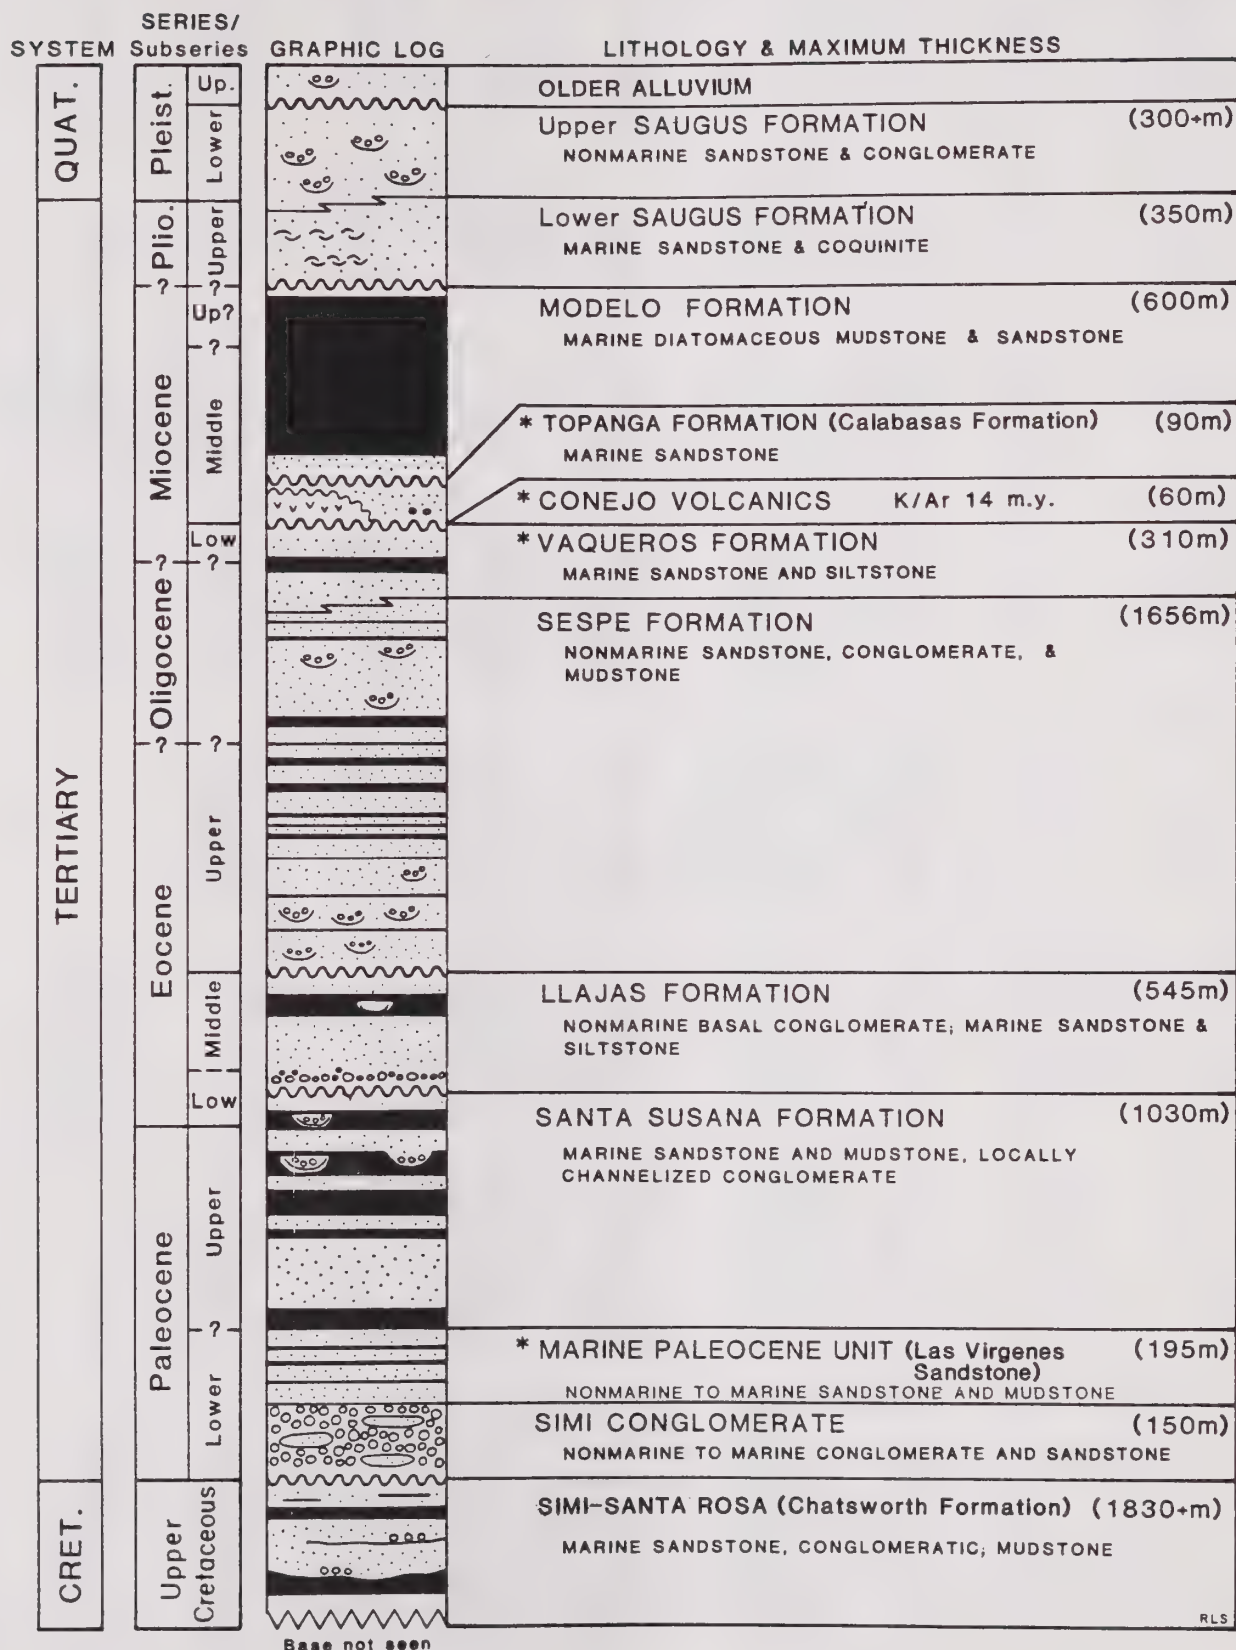 SERIES/
SYSTEM Subseries GRAPHIC LOG LITHOLOGY & MAXIMUM THICKNESS
QUAT.
TERTIARY
CRET.
Pleist.
Up.
Lower
Plio.
Upper
? ?
Miocene
Up?
?
Middle
Low
? ?
Oligocene
? ?
Eocene
Upper
Middle
Low
Paleocene
Upper
?
Lower
Upper
Cretaceous
OLDER ALLUVIUM
Upper SAUGUS FORMATION (300+m)
NONMARINE SANDSTONE & CONGLOMERATE
Lower SAUGUS FORMATION (350m)
MARINE SANDSTONE & COQUINITE
MODELO FORMATION (600m)
MARINE DIATOMACEOUS MUDSTONE & SANDSTONE
* TOPANGA FORMATION (Calabasas Formation) (90m)
MARINE SANDSTONE
* CONEJO VOLCANICS K/Ar 14 m.y. (60m)
* VAQUEROS FORMATION (310m)
MARINE SANDSTONE AND SILTSTONE
SESPE FORMATION (1656m)
NONMARINE SANDSTONE, CONGLOMERATE, &
MUDSTONE
LLAJAS FORMATION (545m)
NONMARINE BASAL CONGLOMERATE; MARINE SANDSTONE &
SILTSTONE
SANTA SUSANA FORMATION (1030m)
MARINE SANDSTONE AND MUDSTONE, LOCALLY
CHANNELIZED CONGLOMERATE
* MARINE PALEOCENE UNIT (Las Virgenes (195m)
Sandstone)
NONMARINE TO MARINE SANDSTONE AND MUDSTONE
SIMI CONGLOMERATE (150m)
NONMARINE TO MARINE CONGLOMERATE AND SANDSTONE
SIMI-SANTA ROSA (Chatsworth Formation) (1830+m)
MARINE SANDSTONE, CONGLOMERATIC; MUDSTONE
RLS
Base not seen